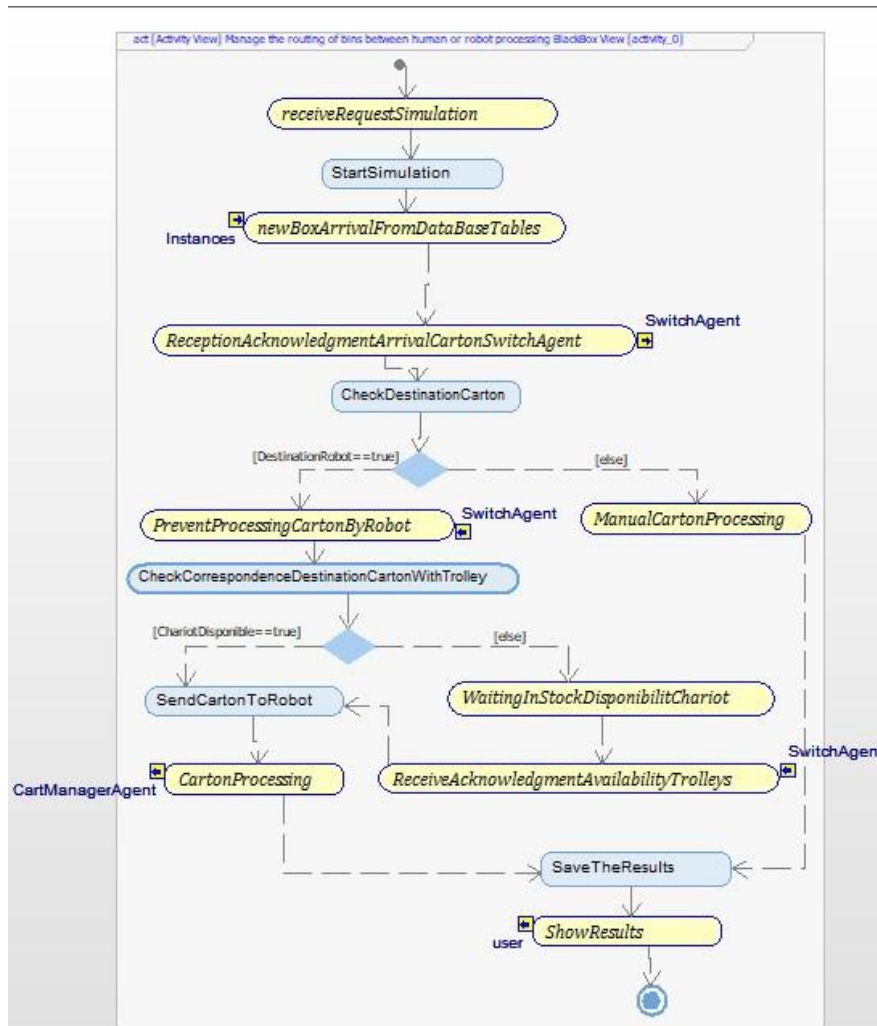 act [Activity View] Manage the routing of bins between human or robot processing BlackBox View [activity_0]
receiveRequestSimulation
StartSimulation
newBoxArrivalFromDataBaseTables
Instances
SwitchAgent
ReceptionAcknowledgmentArrivalCartonSwitchAgent
CheckDestinationCarton
[DestinationRobot==true]
[else]
SwitchAgent
PreventProcessingCartonByRobot
ManualCartonProcessing
CheckCorrespondenceDestinationCartonWithTrolley
[ChariotDisponible==true]
[else]
SendCartonToRobot
WaitingInStockDisponibilitChariot
SwitchAgent
CartonProcessing
ReceiveAcknowledgmentAvailabilityTrolleys
CartManagerAgent
SaveTheResults
ShowResults
user